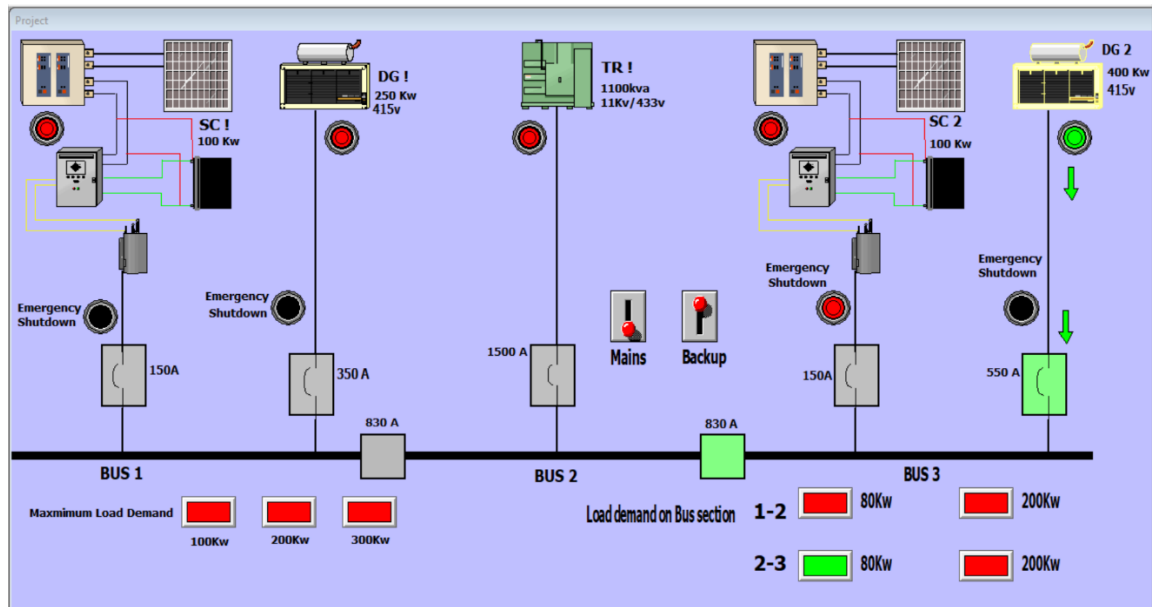 Project
SC !
100 Kw
DG !
250 Kw
415v
TR !
1100kva
11Kv/433v
SC 2
100 Kw
DG 2
400 Kw
415v
Emergency
Shutdown
Emergency
Shutdown
Mains
Backup
Emergency
Shutdown
Emergency
Shutdown
150A
350 A
1500 A
150A
550 A
830 A
830 A
BUS 1
BUS 2
BUS 3
Maxmimum Load Demand
100Kw
200Kw
300Kw
Load demand on Bus section
1-2
80Kw
200Kw
2-3
80Kw
200Kw